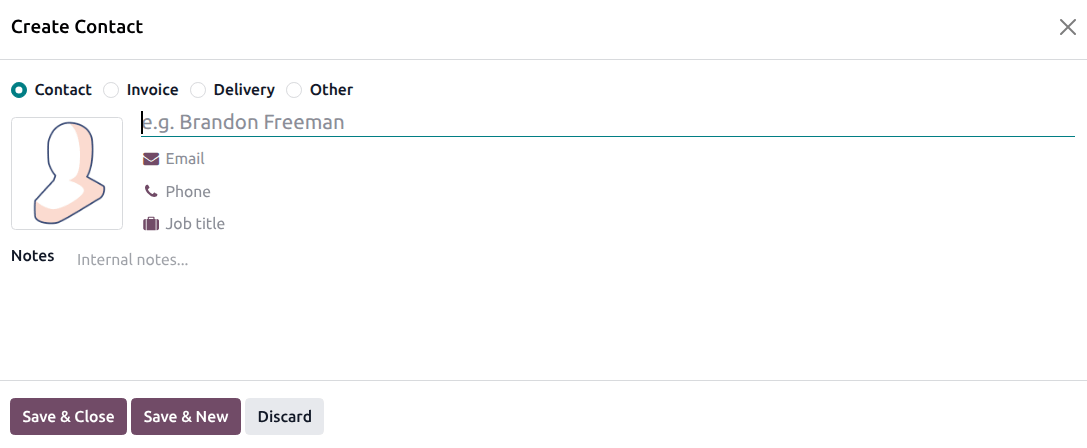 Create Contact
Contact Invoice Delivery Other
e.g. Brandon Freeman
Email
Phone
Job title
Notes Internal notes...
Save & Close Save & New Discard